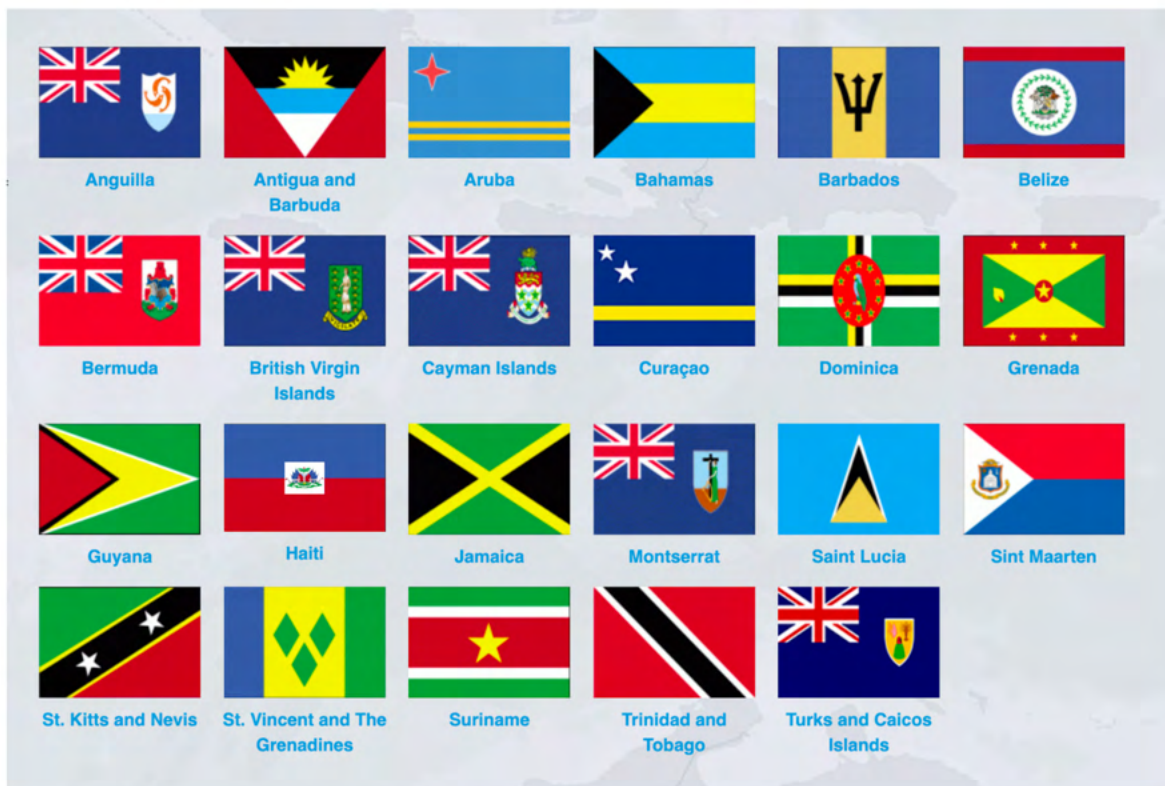 Anguilla
Antigua and
Barbuda
Aruba
Bahamas
Barbados
Belize
Bermuda
British Virgin
Islands
Cayman Islands
Curaçao
Dominica
Grenada
Guyana
Haiti
Jamaica
Montserrat
Saint Lucia
Sint Maarten
St. Kitts and Nevis
St. Vincent and The
Grenadines
Suriname
Trinidad and
Tobago
Turks and Caicos
Islands